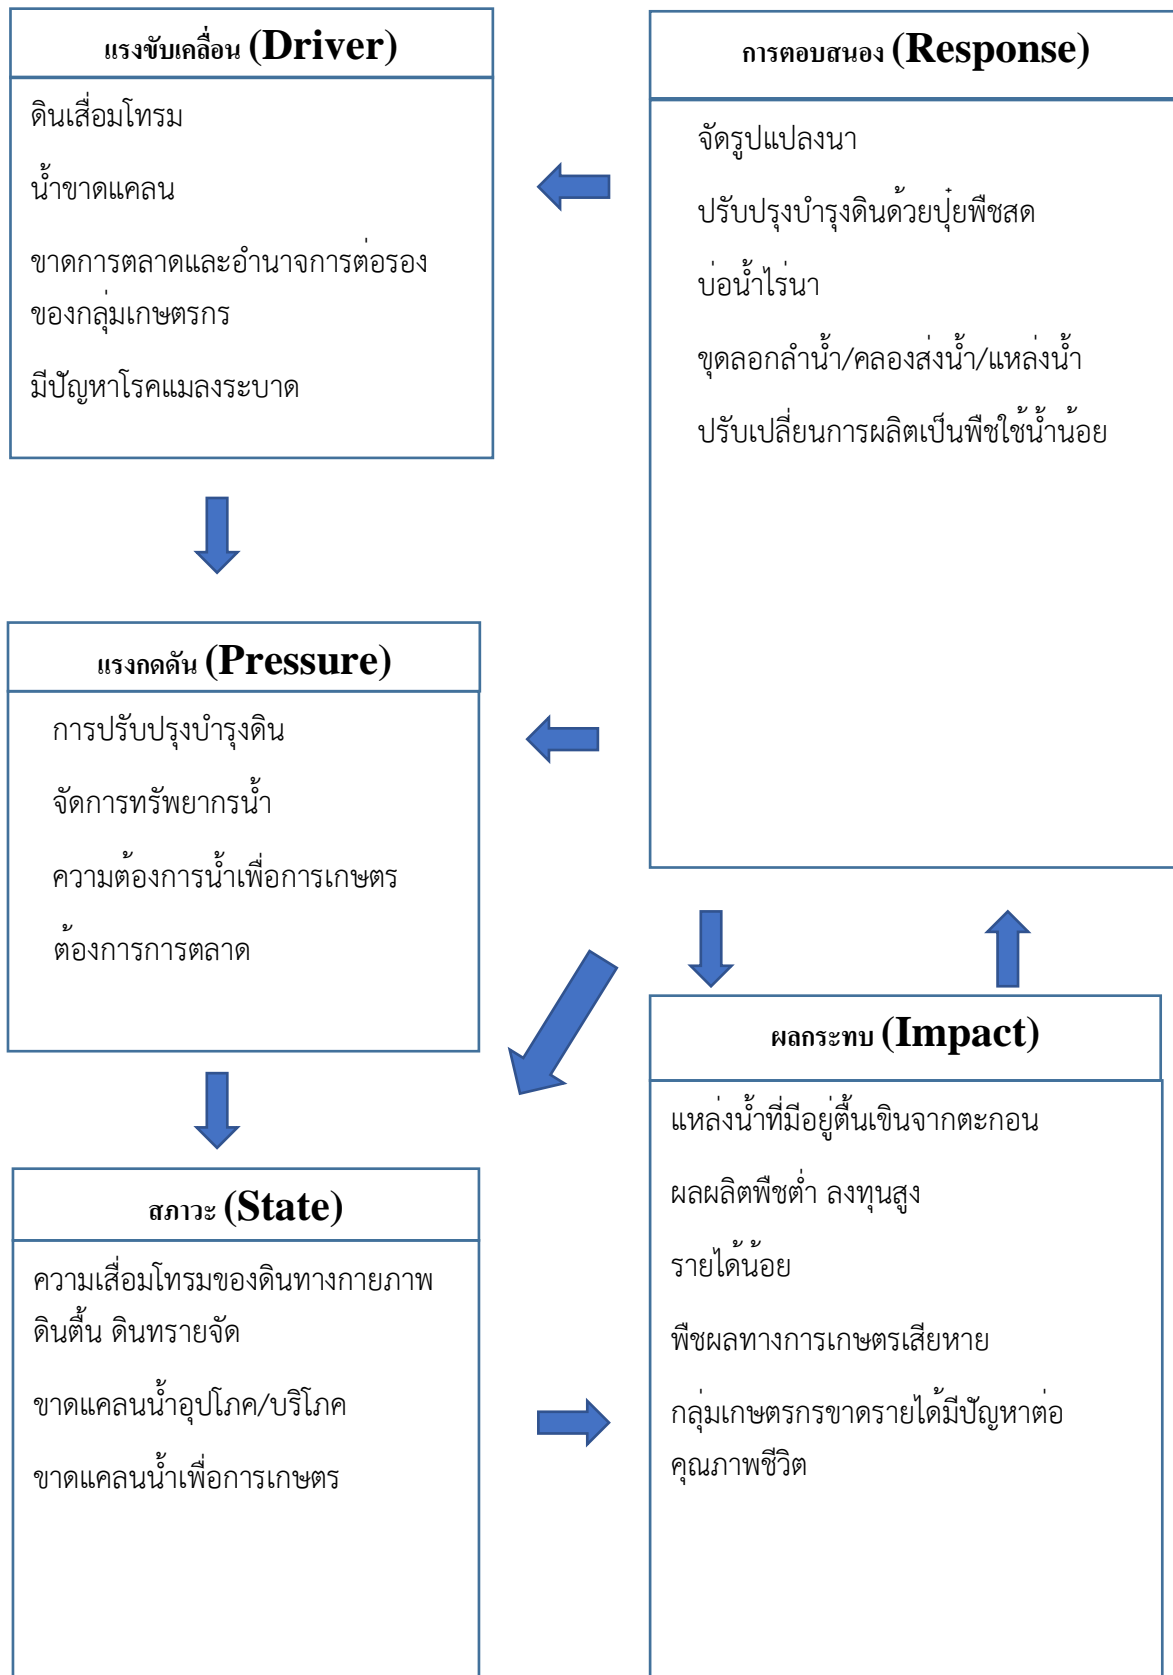 แรงขับเคลื่อน (Driver)
ดินเสื่อมโทรม
น้ำขาดแคลน
ขาดการตลาดและอำนาจการต่อรอง
ของกลุ่มเกษตรกร
มีปัญหาโรคแมลงระบาด
การตอบสนอง (Response)
จัดรูปแปลงนา
ปรับปรุงบำรุงดินด้วยปุ๋ยพืชสด
บ่อน้ำไร่นา
ขุดลอกลำน้ำ/คลองส่งน้ำ/แหล่งน้ำ
ปรับเปลี่ยนการผลิตเป็นพืชใช้น้ำน้อย
แรงกดดัน (Pressure)
การปรับปรุงบำรุงดิน
จัดการทรัพยากรน้ำ
ความต้องการน้ำเพื่อการเกษตร
ต้องการการตลาด
สภาวะ (State)
ความเสื่อมโทรมของดินทางกายภาพ
ดินตื้น ดินทรายจัด
ขาดแคลนน้ำอุปโภค/บริโภค
ขาดแคลนน้ำเพื่อการเกษตร
ผลกระทบ (Impact)
แหล่งน้ำที่มีอยู่ตื้นเขินจากตะกอน
ผลผลิตพืชต่ำ ลงทุนสูง
รายได้น้อย
พืชผลทางการเกษตรเสียหาย
กลุ่มเกษตรกรขาดรายได้มีปัญหาต่อ
คุณภาพชีวิต